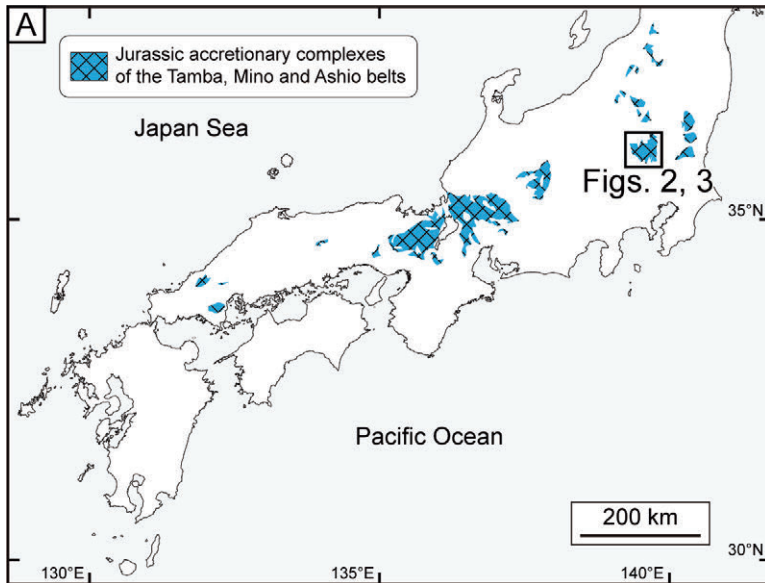 A
Jurassic accretionary complexes
of the Tamba, Mino and Ashio belts
Japan Sea
Figs. 2, 3
35°N
Pacific Ocean
200 km
30°N
130°E
135°E
140°E